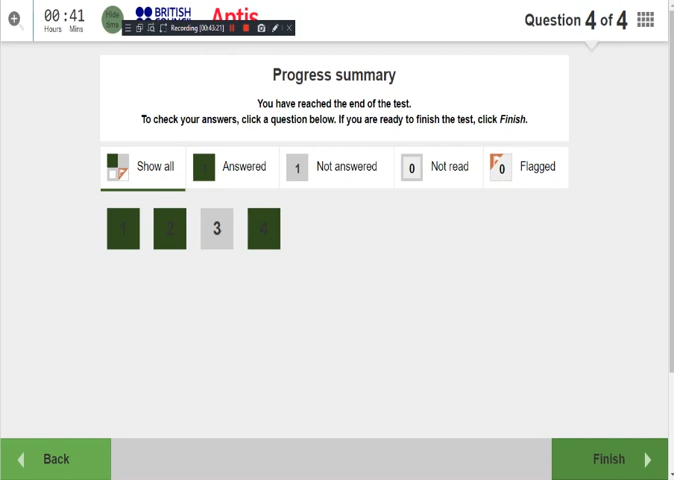 00:41
Hours Mins
Hide
time
BRITISH
Aptis
Recording [00:43:21]
Question 4 of 4
Progress summary
You have reached the end of the test.
To check your answers, click a question below. If you are ready to finish the test, click Finish.
Show all
Answered
1 Not answered
0 Not read
0 Flagged
1 2 3 4
Back
Finish